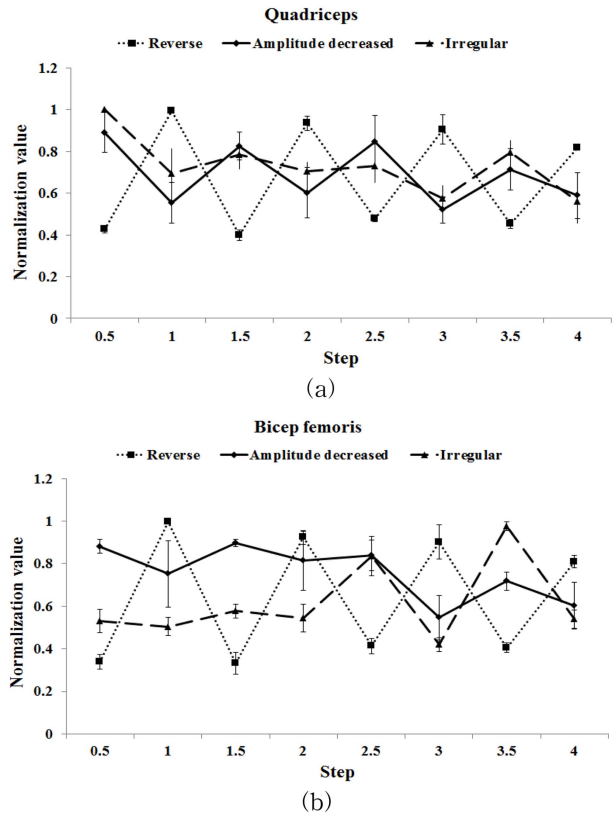 Quadriceps
Reverse Amplitude decreased Irregular
1.2
1
0.8
0.6
0.4
0.2
0
Normalization value
0.5 1 1.5 2 2.5 3 3.5 4
Step
(a)
Bicep femoris
Reverse Amplitude decreased Irregular
1.2
1
0.8
0.6
0.4
0.2
0
Normalization value
0.5 1 1.5 2 2.5 3 3.5 4
Step
(b)